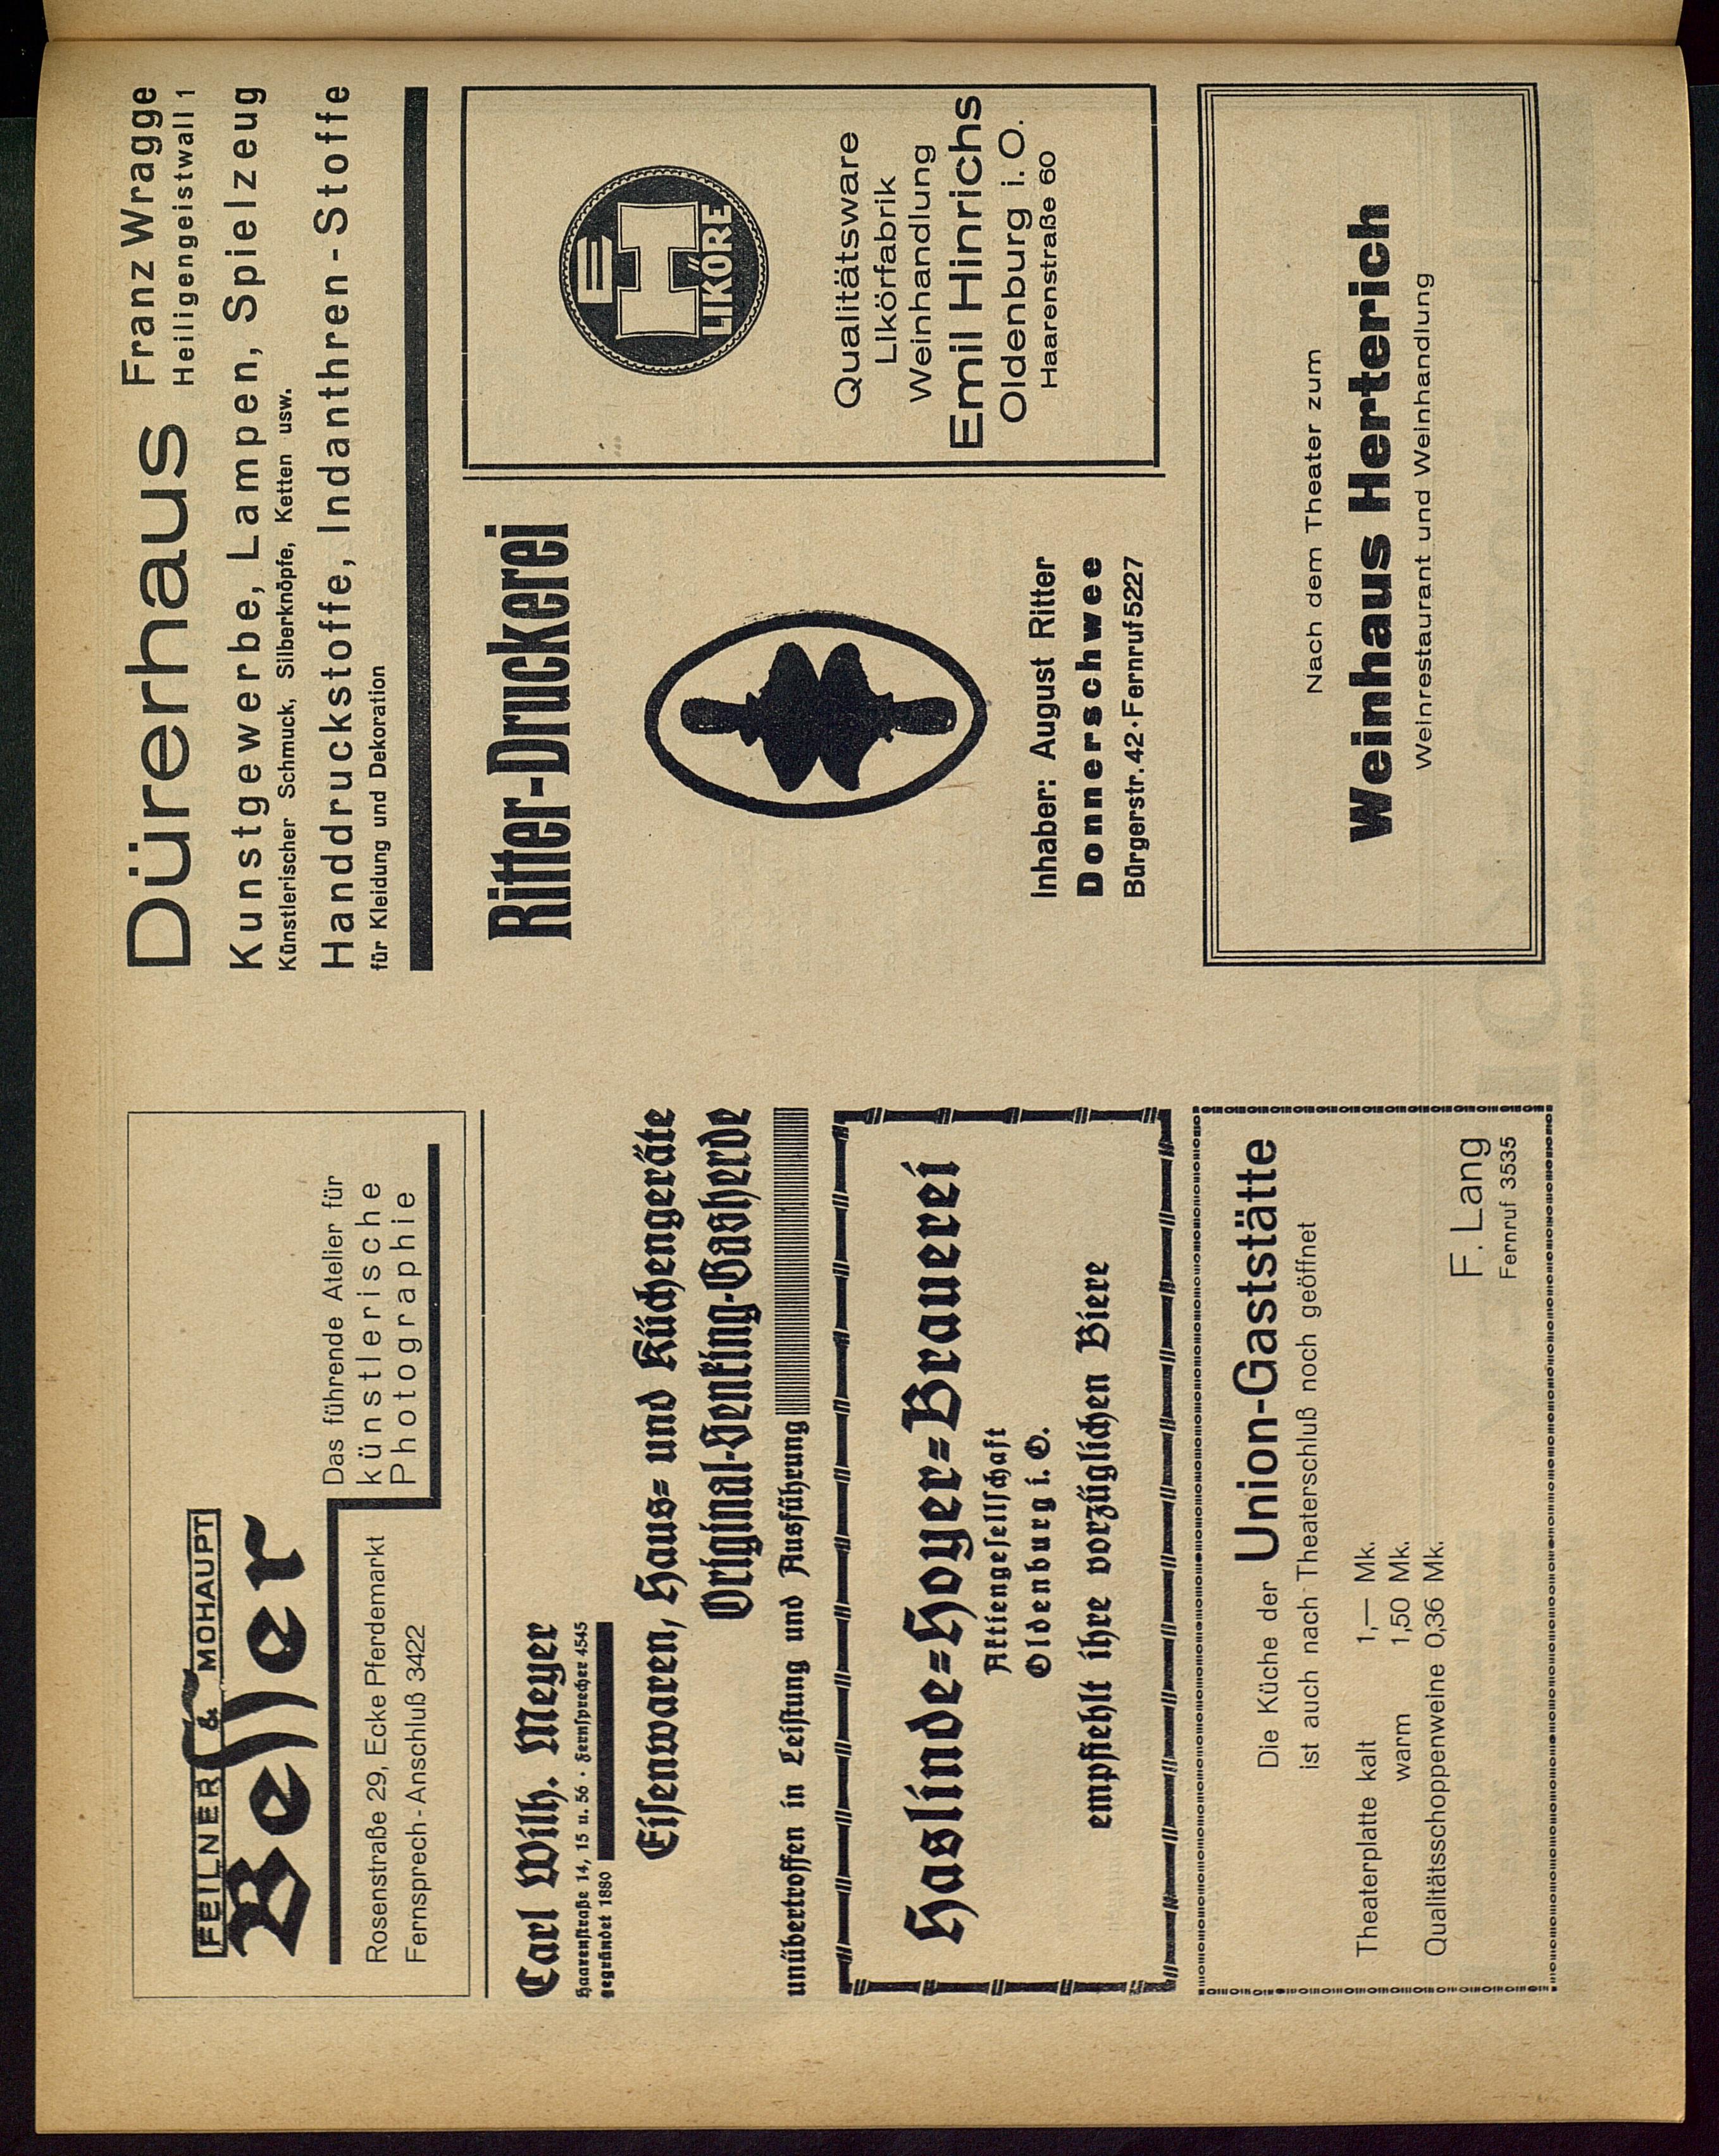 FEILNER & MOHAUPT
Besser
Das führende Atelier für
künstlerische
Photographie
Rosenstraße 29, Ecke Pferdemarkt
Fernsprech-Anschluß 3422
Carl Wilh. Meyer
Haarenstraße 14, 15 u. 56 · Fernsprecher 4545
gegründet 1880
Eisenwaren, Haus- und Küchengeräte
Original-Senking-Gasherde
unübertroffen in Leistung und Ausführung
Haslinde-Hoyer-Brauerei
Aktiengesellschaft
Oldenburg i. O.
empfiehlt ihre vorzüglichen Biere
Die Küche der Union-Gaststätte
ist auch nach Theaterschluß noch geöffnet
Theaterplatte kalt 1,— Mk.
warm 1,50 Mk.
Qualitätsschoppenweine 0,36 Mk.
F. Lang
Fernruf 3535
Dürerhaus Franz Wragge
Heiligengeistwall 1
Kunstgewerbe, Lampen, Spielzeug
Künstlerischer Schmuck, Silberknöpfe, Ketten usw.
Handdruckstoffe, Indanthren-Stoffe
für Kleidung und Dekoration
Ritter-Druckerei
Inhaber: August Ritter
Donnerschwee
Bürgerstr. 42 · Fernruf 5227
E
H
LIKÖRE
Qualitätsware
Likörfabrik
Weinhandlung
Emil Hinrichs
Oldenburg i. O.
Haarenstraße 60
Nach dem Theater zum
Weinhaus Herterich
Weinrestaurant und Weinhandlung